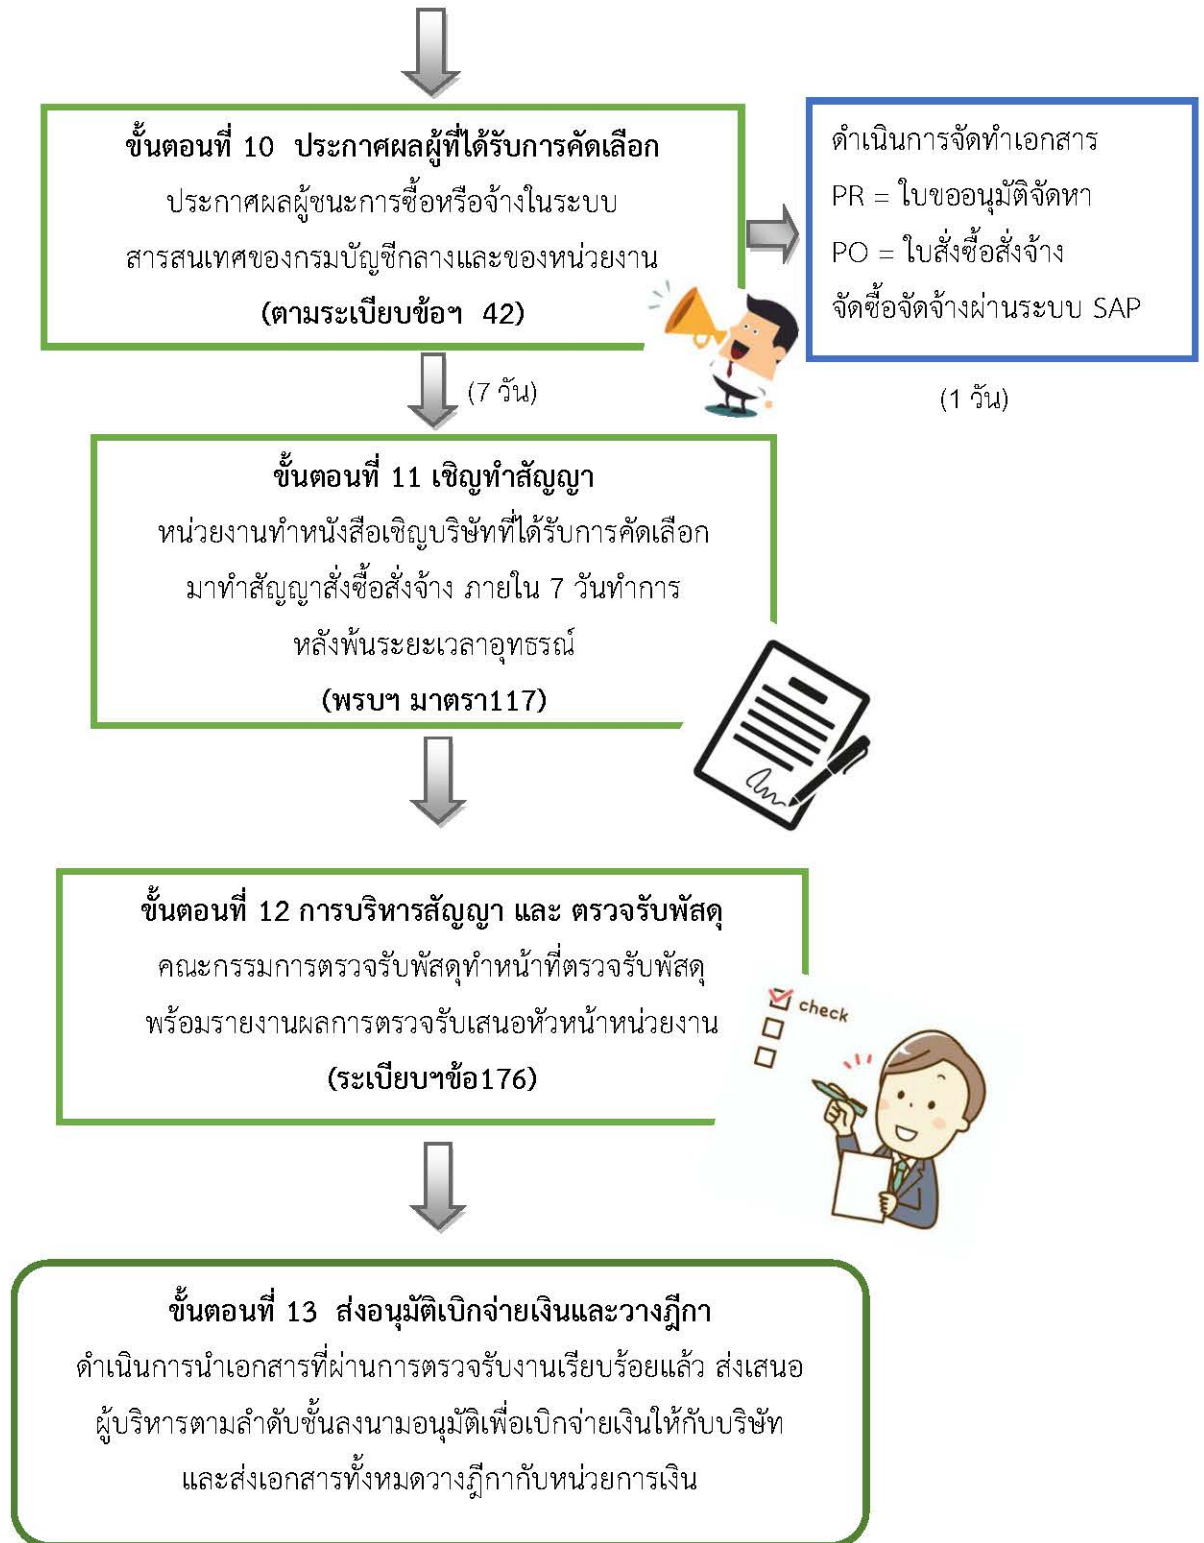 ขั้นตอนที่ 10  ประกาศผลผู้ที่ได้รับการคัดเลือก
ประกาศผลผู้ชนะการซื้อหรือจ้างในระบบ
สารสนเทศของกรมบัญชีกลางและของหน่วยงาน
(ตามระเบียบข้อฯ  42)
ดำเนินการจัดทำเอกสาร
PR = ใบขออนุมัติจัดหา
PO = ใบสั่งซื้อสั่งจ้าง
จัดซื้อจัดจ้างผ่านระบบ SAP
(7 วัน)
(1 วัน)
ขั้นตอนที่ 11 เชิญทำสัญญา
หน่วยงานทำหนังสือเชิญบริษัทที่ได้รับการคัดเลือก
มาทำสัญญาสั่งซื้อสั่งจ้าง ภายใน 7 วันทำการ
หลังพ้นระยะเวลาอุทธรณ์
(พรบฯ มาตรา117)
ขั้นตอนที่ 12 การบริหารสัญญา และ ตรวจรับพัสดุ
คณะกรรมการตรวจรับพัสดุทำหน้าที่ตรวจรับพัสดุ
พร้อมรายงานผลการตรวจรับเสนอหัวหน้าหน่วยงาน
(ระเบียบฯข้อ176)
check
ขั้นตอนที่ 13  ส่งอนุมัติเบิกจ่ายเงินและวางฎีกา
ดำเนินการนำเอกสารที่ผ่านการตรวจรับงานเรียบร้อยแล้ว ส่งเสนอ
ผู้บริหารตามลำดับชั้นลงนามอนุมัติเพื่อเบิกจ่ายเงินให้กับบริษัท
และส่งเอกสารทั้งหมดวางฎีกากับหน่วยการเงิน